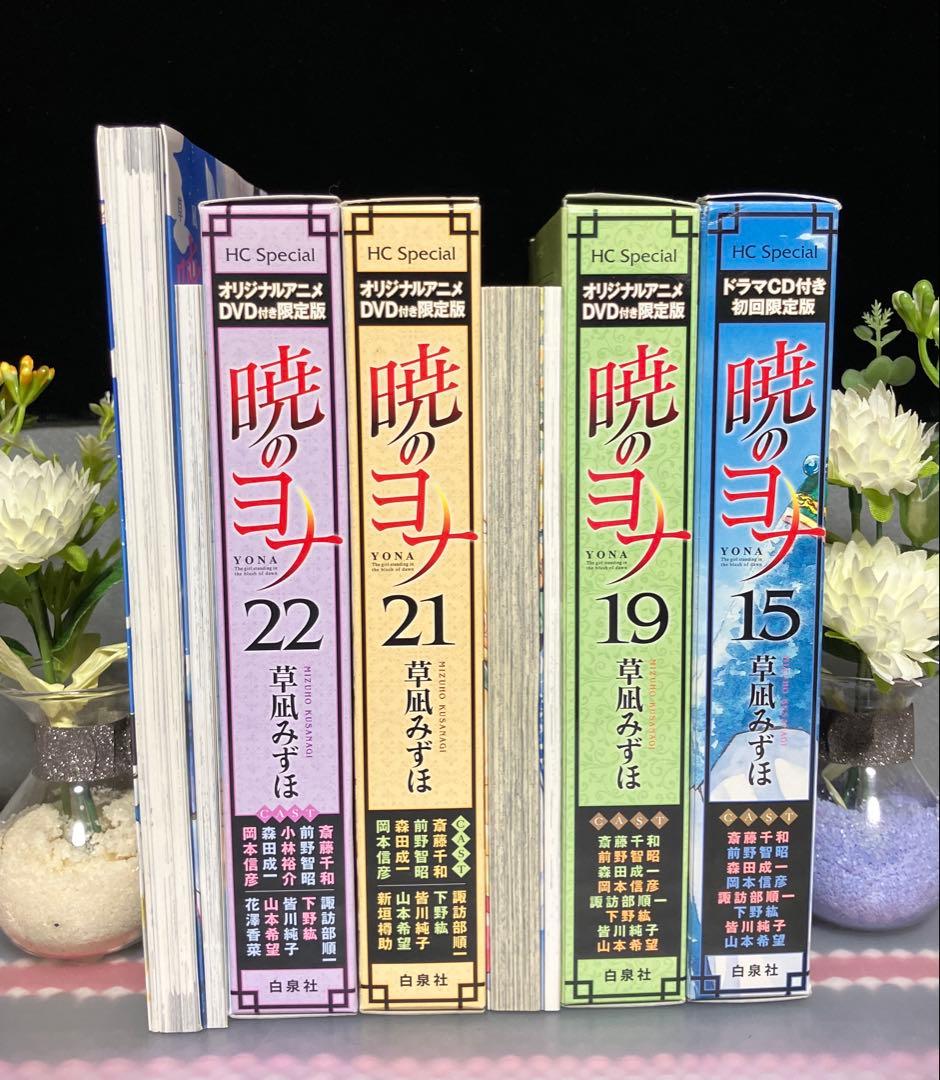 HC Special
オリジナルアニメ
DVD付き限定版
暁のヨナ
YONA
The girl standing in
the blush of dawn
22
草凪みずほ
MIZUHO KUSANAGI
CAST
斎藤千和
前野智昭
小林裕介
森田成一
岡本信彦
諏訪部順一
下野紘
皆川純子
山本希望
花澤香菜
白泉社
HC Special
オリジナルアニメ
DVD付き限定版
暁のヨナ
YONA
The girl standing in
the blush of dawn
21
草凪みずほ
MIZUHO KUSANAGI
CAST
斎藤千和
前野智昭
森田成一
岡本信彦
諏訪部順一
下野紘
皆川純子
山本希望
新垣樽助
白泉社
HC Special
オリジナルアニメ
DVD付き限定版
暁のヨナ
YONA
The girl standing in
the blush of dawn
19
草凪みずほ
MIZUHO KUSANAGI
CAST
斎藤千和
前野智昭
森田成一
岡本信彦
諏訪部順一
下野紘
皆川純子
山本希望
白泉社
HC Special
ドラマCD付き
初回限定版
暁のヨナ
YONA
The girl standing in
the blush of dawn
15
草凪みずほ
MIZUHO KUSANAGI
CAST
斎藤千和
前野智昭
森田成一
岡本信彦
諏訪部順一
下野紘
皆川純子
山本希望
白泉社